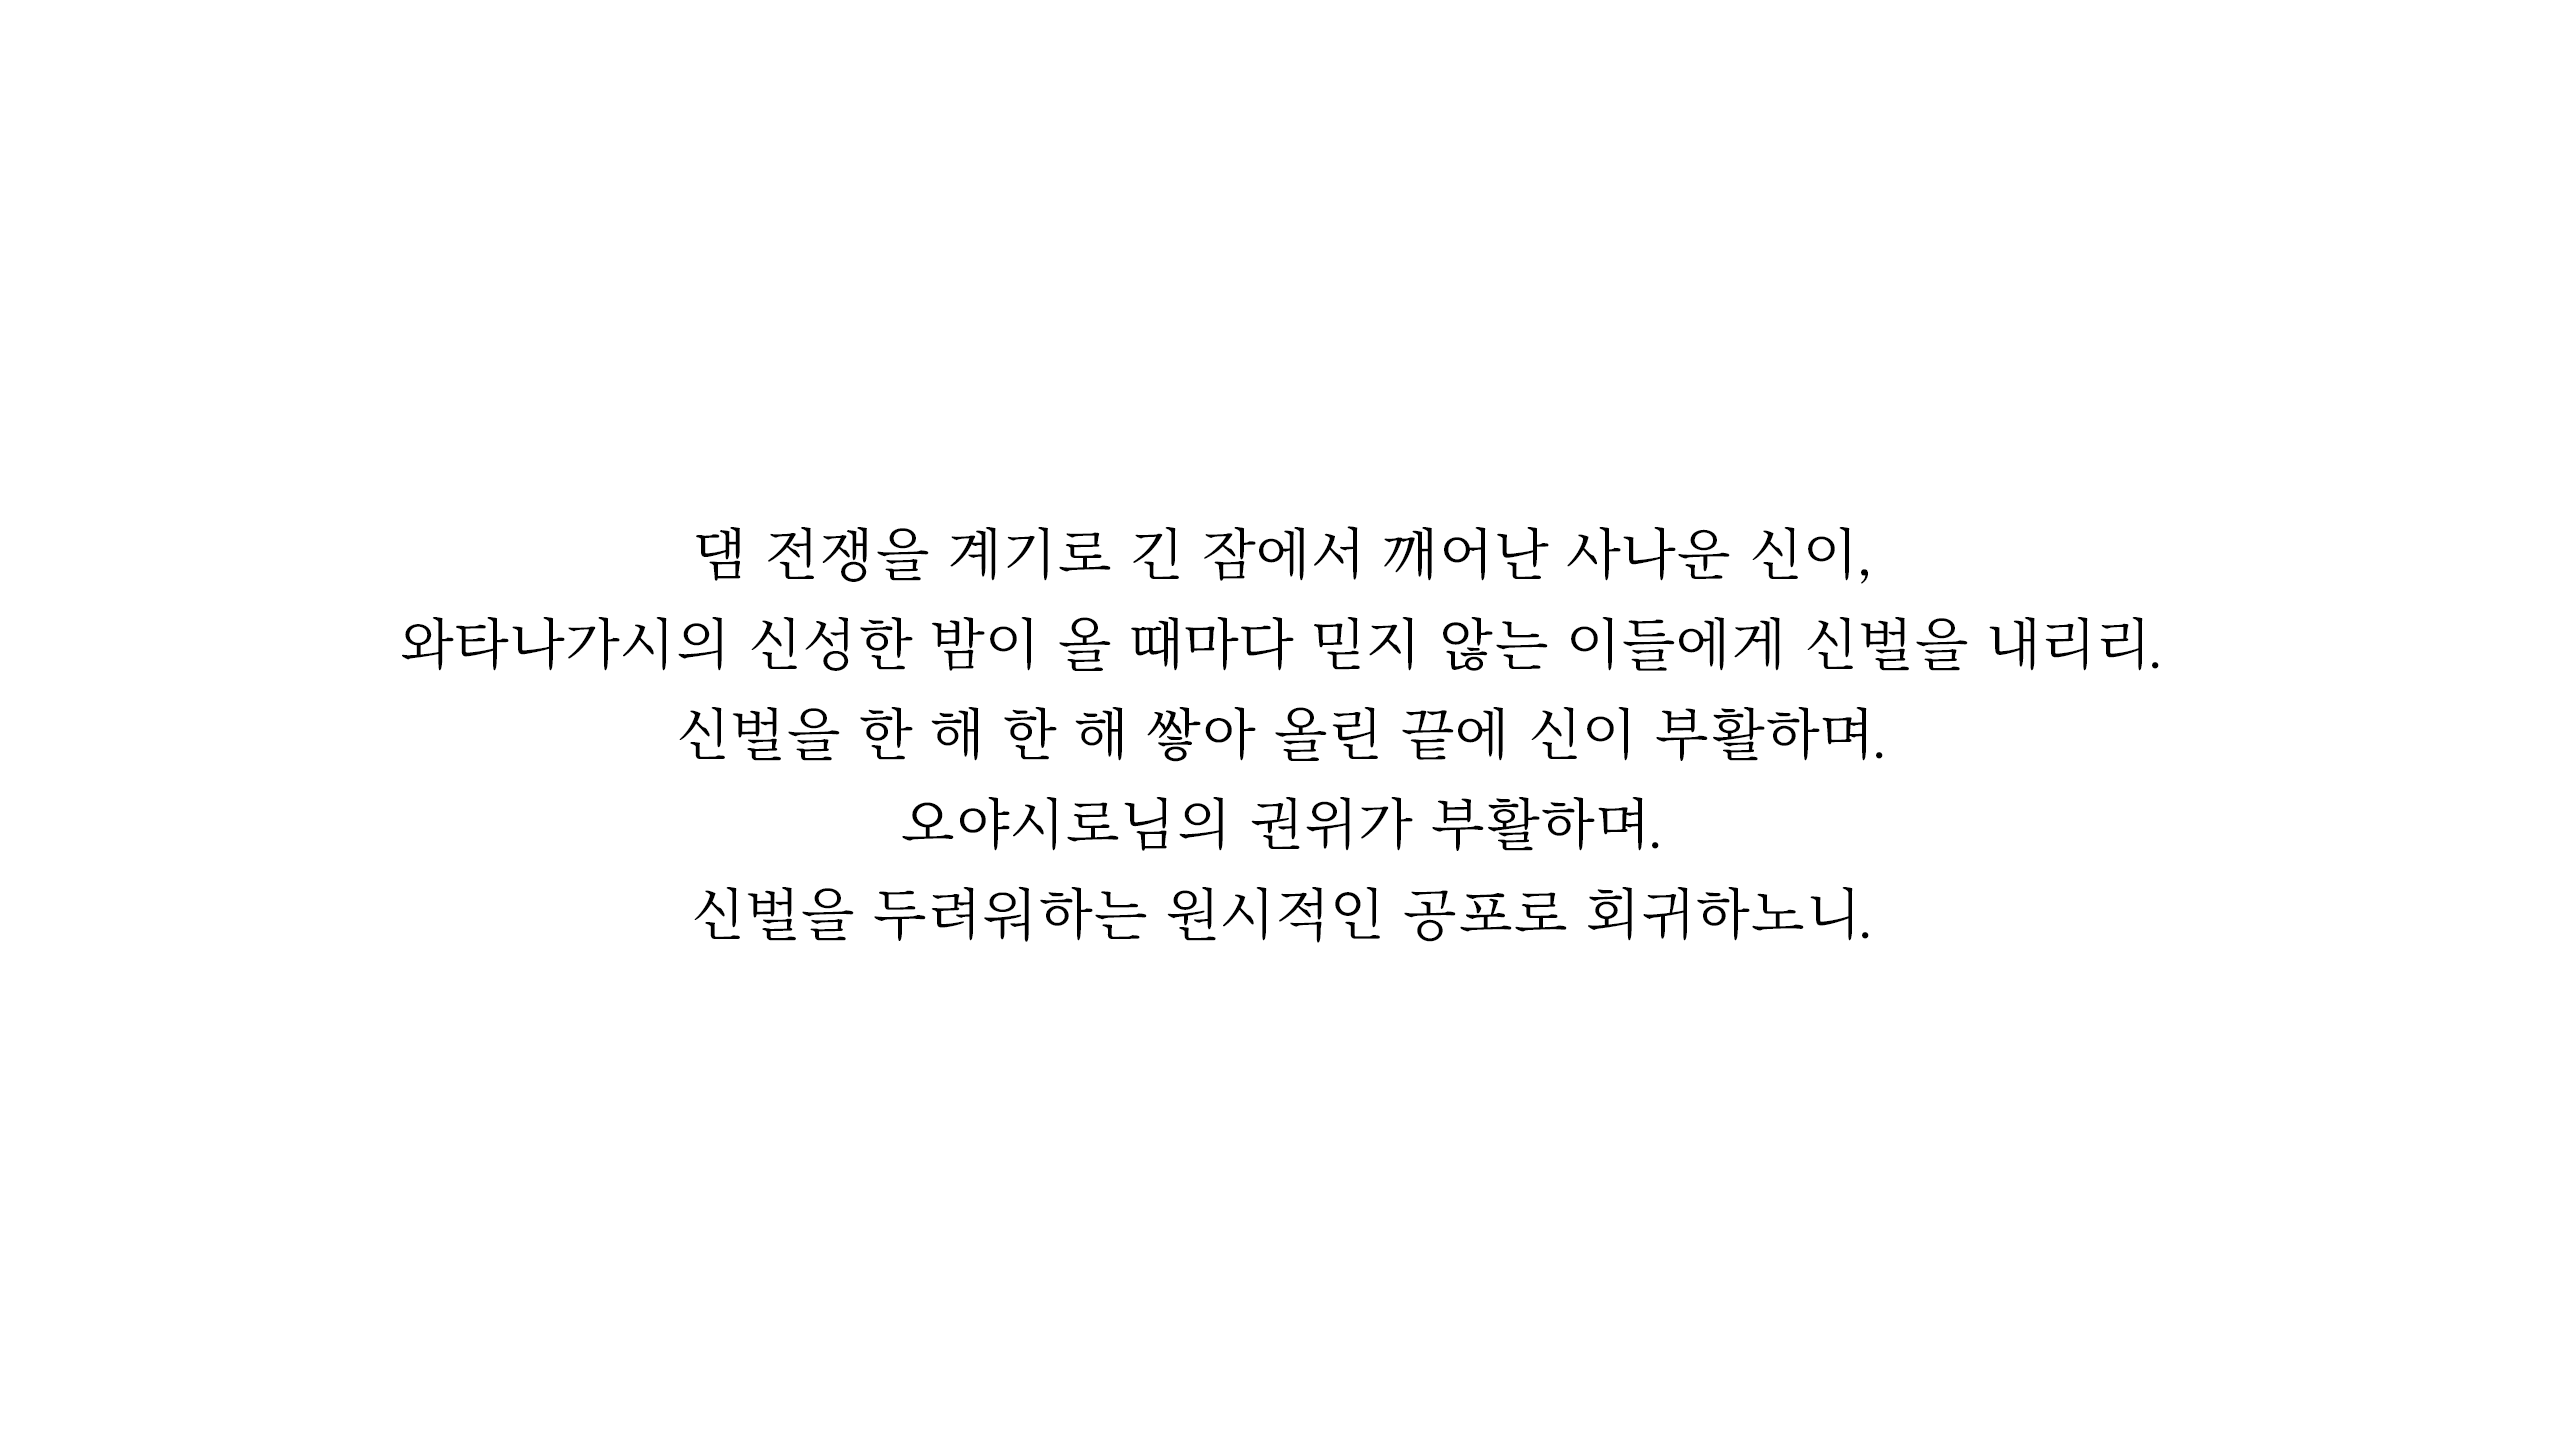 댐 전쟁을 계기로 긴 잠에서 깨어난 사나운 신이,
와타나가시의 신성한 밤이 올 때마다 믿지 않는 이들에게 신벌을 내리리.
신벌을 한 해 한 해 쌓아 올린 끝에 신이 부활하며.
오야시로님의 권위가 부활하며.
신벌을 두려워하는 원시적인 공포로 회귀하노니.